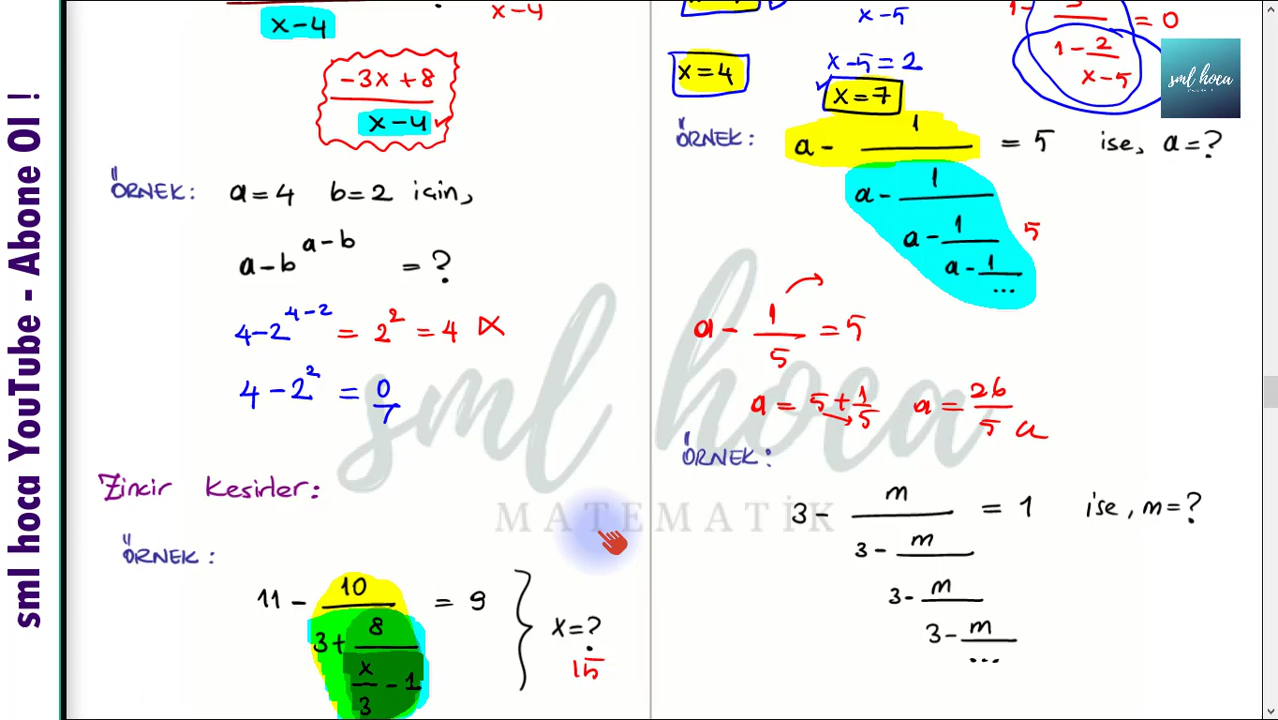 sml hoca YouTube - Abone Ol !
x-4
x-4
-3x+8
x-4
ÖRNEK: a=4 b=2 için,
a-b^{a-b} = ?
4-2^{4-2} = 2^2 = 4
4-2^2 = 0
Zincir Kesirler:
ÖRNEK:
11 - 10 = 9
3+ 8
x
3
- 1
x=?
15
x-5
x=4
x-5=2
x=7
1-
= 0
1- 2
x-5
sml hoca
ÖRNEK: a - 1 = 5 ise, a=?
a - 1
a - 1
a - 1
...
5
a - 1/5 = 5
a = 5 + 1/5 a = 26/5
ÖRNEK:
3 - m = 1 ise, m=?
3 - m
3 - m
3 - m
...
sml hoca
MATEMATİK